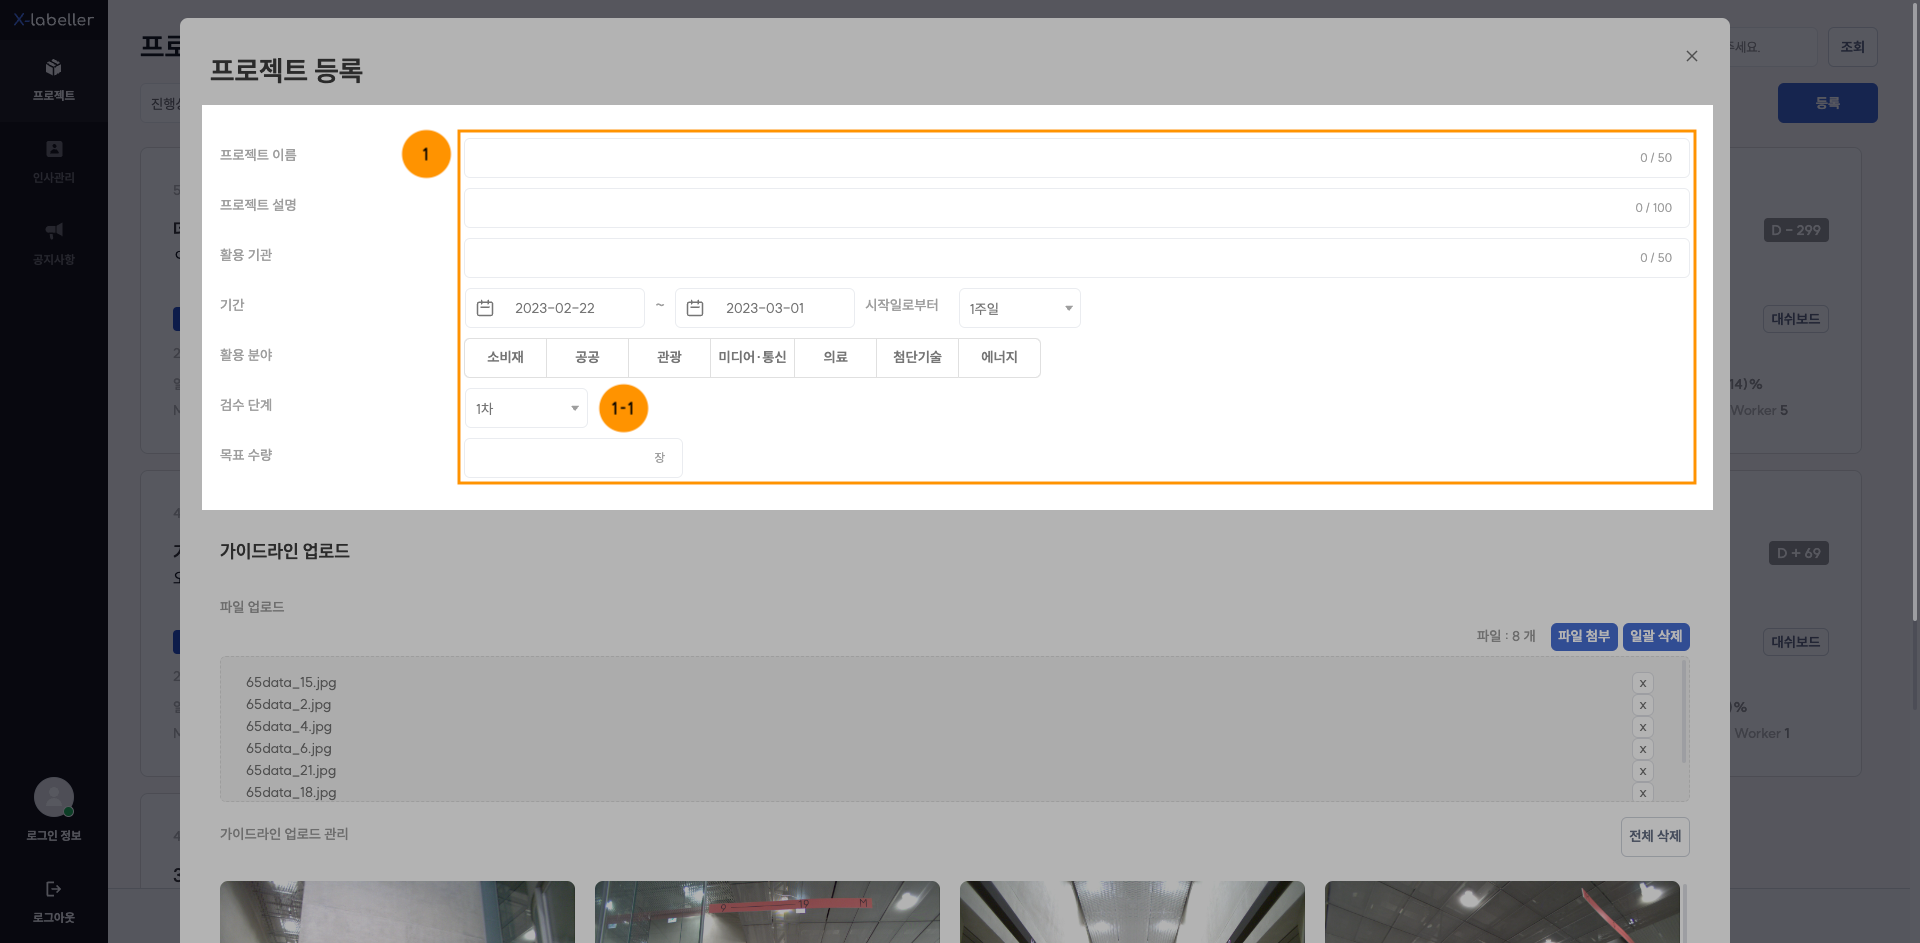 X-labeller
프로젝트
인사관리
공지사항
로그인 정보
로그아웃
조회
등록
프로젝트 등록
프로젝트 이름
1
0 / 50
프로젝트 설명
0 / 100
활용 기관
0 / 50
기간
2023-02-22 ~ 2023-03-01 시작일로부터 1주일
활용 분야
소비재 공공 관광 미디어·통신 의료 첨단기술 에너지
검수 단계
1차
1-1
목표 수량
장
가이드라인 업로드
파일 업로드
파일 : 8 개 파일 첨부 일괄 삭제
65data_15.jpg x
65data_2.jpg x
65data_4.jpg x
65data_6.jpg x
65data_21.jpg x
65data_18.jpg x
가이드라인 업로드 관리
전체 삭제
D - 299
대쉬보드
14)%
Worker 5
D + 69
대쉬보드
)%
Worker 1